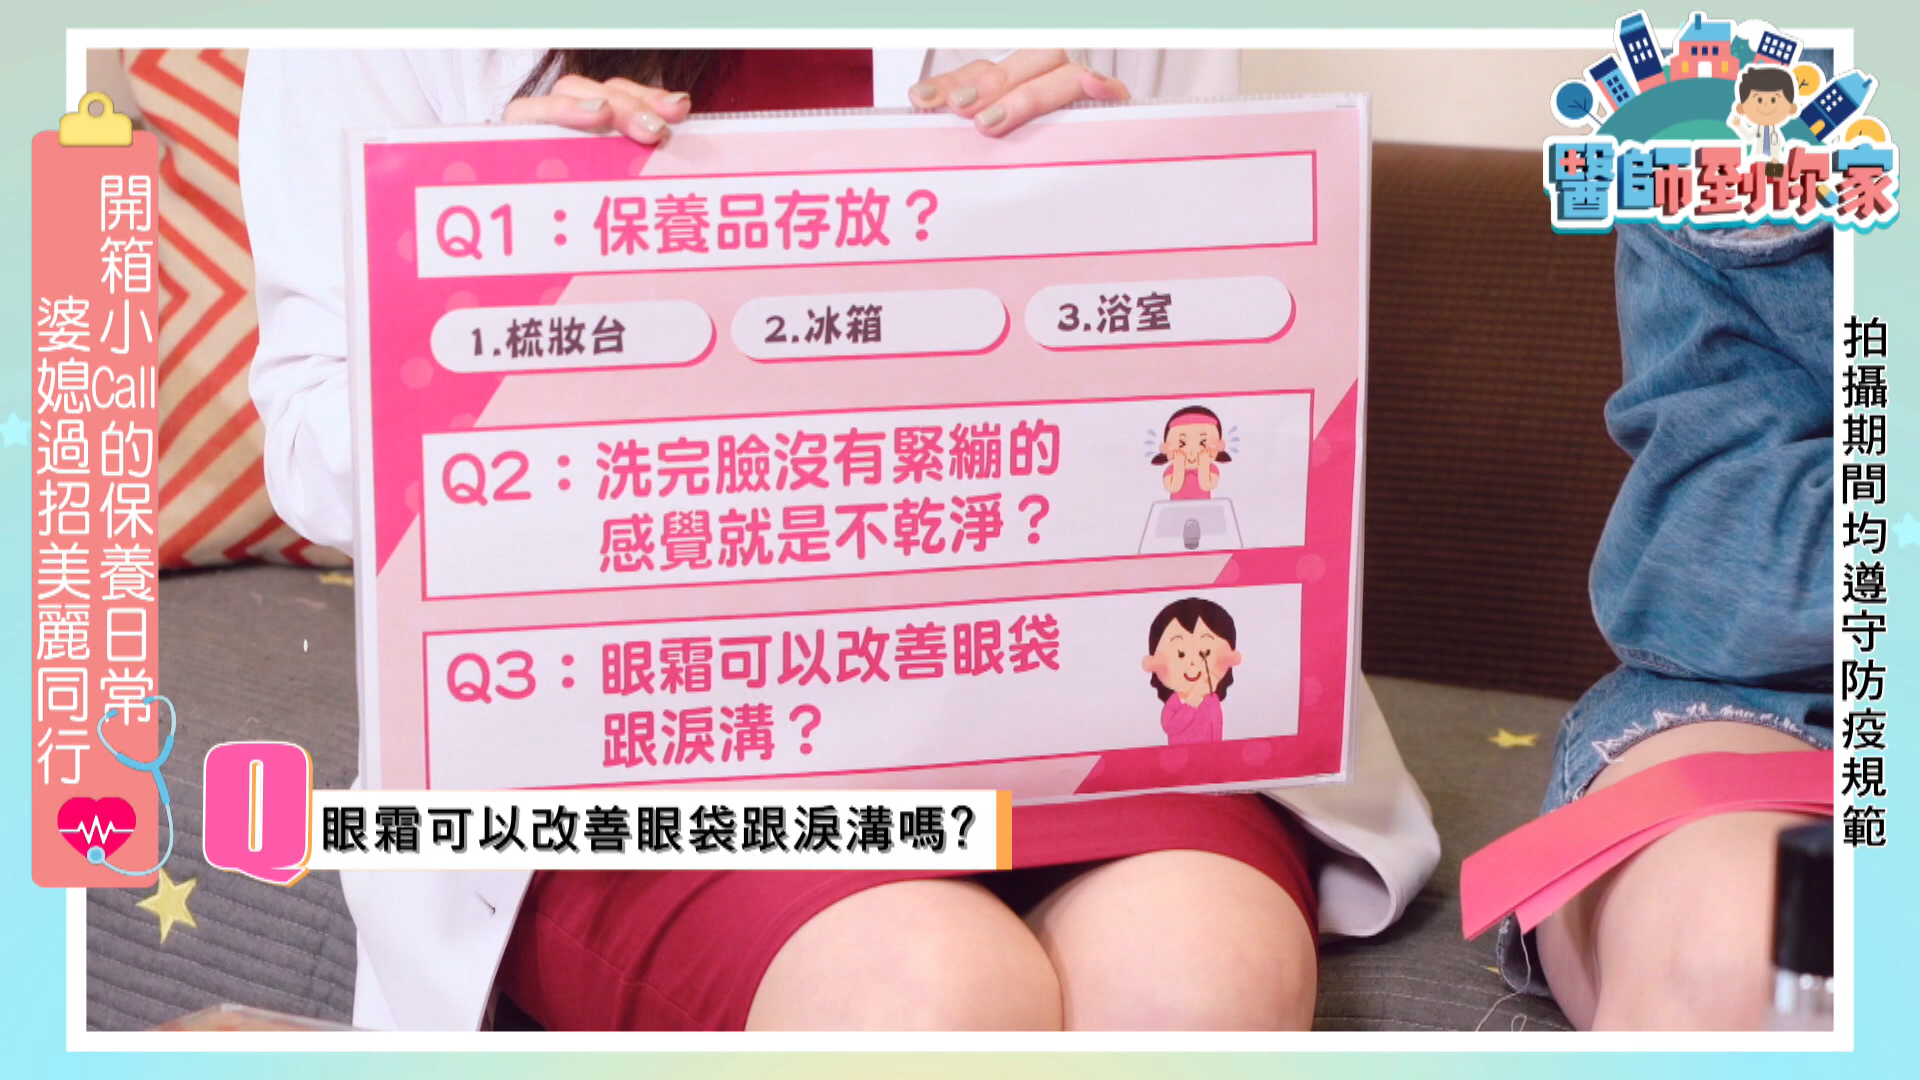 醫師到你家
開箱小Call的保養日常
婆媳過招美麗同行
Q1：保養品存放？
1.梳妝台
2.冰箱
3.浴室
Q2：洗完臉沒有緊繃的
感覺就是不乾淨？
Q3：眼霜可以改善眼袋
跟淚溝？
Q
眼霜可以改善眼袋跟淚溝嗎?
拍攝期間均遵守防疫規範